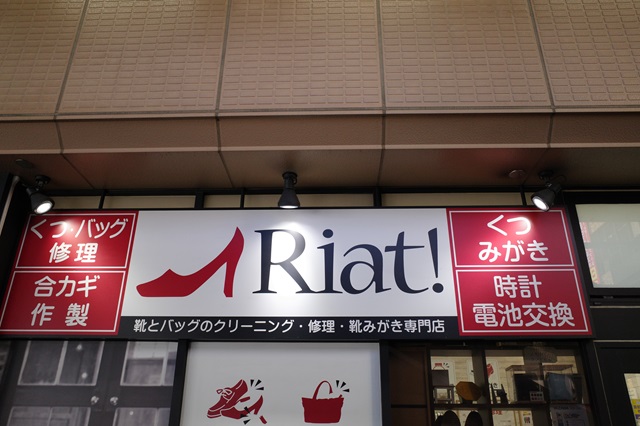 くつ・バッグ
修理
合カギ
作製
Riat!
くつ
みがき
時計
電池交換
靴とバッグのクリーニング・修理・靴みがき専門店